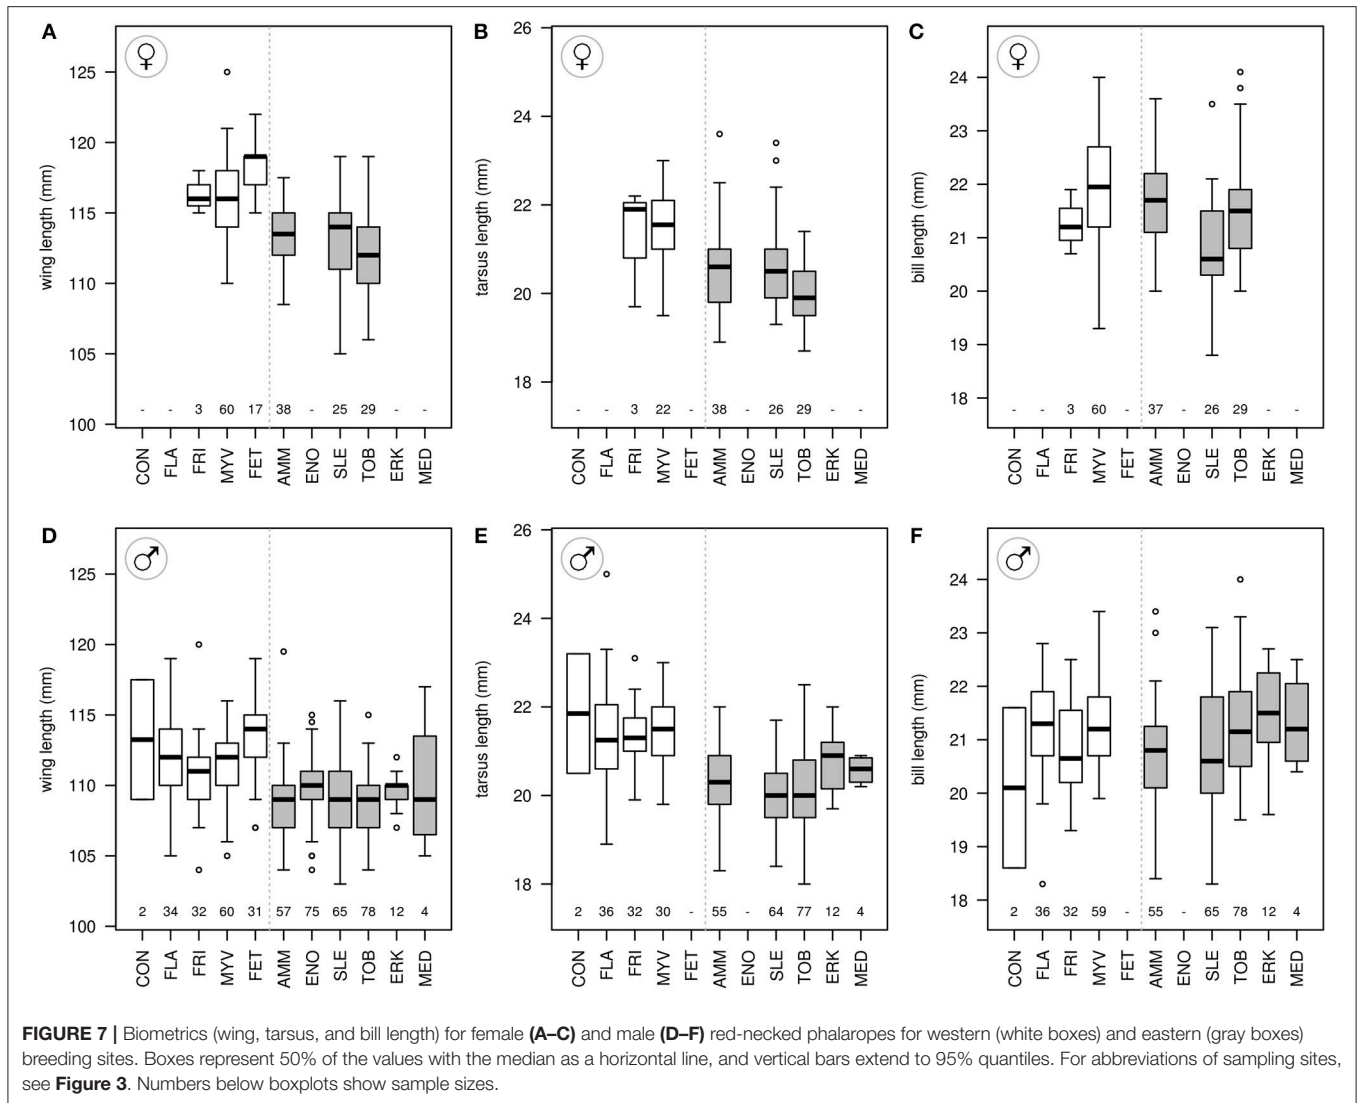 A
♀
wing length (mm)
125
120
115
110
105
100
- - 3 60 17 38 - 25 29 - -
CON FLA FRI MYV FET AMM ENO SLE TOB ERK MED
B
♀
tarsus length (mm)
26
24
22
20
18
- - 3 22 - 38 - 26 29 - -
CON FLA FRI MYV FET AMM ENO SLE TOB ERK MED
C
♀
bill length (mm)
24
23
22
21
20
19
18
- - 3 60 - 37 - 26 29 - -
CON FLA FRI MYV FET AMM ENO SLE TOB ERK MED
D
♂
wing length (mm)
125
120
115
110
105
100
2 34 32 60 31 57 75 65 78 12 4
CON FLA FRI MYV FET AMM ENO SLE TOB ERK MED
E
♂
tarsus length (mm)
26
24
22
20
18
2 36 32 30 - 55 - 64 77 12 4
CON FLA FRI MYV FET AMM ENO SLE TOB ERK MED
F
♂
bill length (mm)
24
23
22
21
20
19
18
2 36 32 59 - 55 - 65 78 12 4
CON FLA FRI MYV FET AMM ENO SLE TOB ERK MED
FIGURE 7 | Biometrics (wing, tarsus, and bill length) for female (A–C) and male (D–F) red-necked phalaropes for western (white boxes) and eastern (gray boxes)
breeding sites. Boxes represent 50% of the values with the median as a horizontal line, and vertical bars extend to 95% quantiles. For abbreviations of sampling sites,
see Figure 3. Numbers below boxplots show sample sizes.